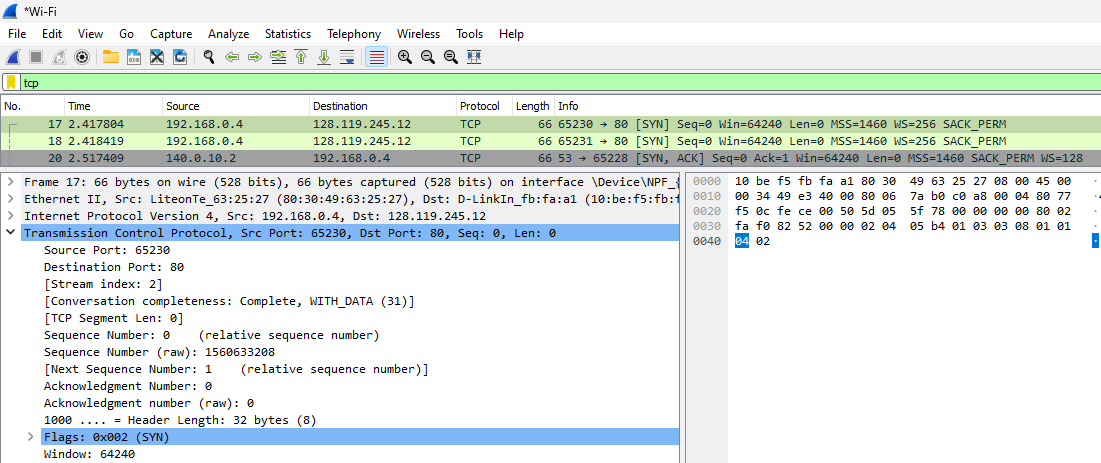 *Wi-Fi
File Edit View Go Capture Analyze Statistics Telephony Wireless Tools Help
tcp
No. Time Source Destination Protocol Length Info
17 2.417804 192.168.0.4 128.119.245.12 TCP 66 65230 → 80 [SYN] Seq=0 Win=64240 Len=0 MSS=1460 WS=256 SACK_PERM
18 2.418419 192.168.0.4 128.119.245.12 TCP 66 65231 → 80 [SYN] Seq=0 Win=64240 Len=0 MSS=1460 WS=256 SACK_PERM
20 2.517409 140.0.10.2 192.168.0.4 TCP 66 53 → 65228 [SYN, ACK] Seq=0 Ack=1 Win=64240 Len=0 MSS=1460 SACK_PERM WS=128
Frame 17: 66 bytes on wire (528 bits), 66 bytes captured (528 bits) on interface \Device\NPF_{
Ethernet II, Src: LiteonTe_63:25:27 (80:30:49:63:25:27), Dst: D-LinkIn_fb:fa:a1 (10:be:f5:fb:f
Internet Protocol Version 4, Src: 192.168.0.4, Dst: 128.119.245.12
Transmission Control Protocol, Src Port: 65230, Dst Port: 80, Seq: 0, Len: 0
Source Port: 65230
Destination Port: 80
[Stream index: 2]
[Conversation completeness: Complete, WITH_DATA (31)]
[TCP Segment Len: 0]
Sequence Number: 0 (relative sequence number)
Sequence Number (raw): 1560633208
[Next Sequence Number: 1 (relative sequence number)]
Acknowledgment Number: 0
Acknowledgment number (raw): 0
1000 .... = Header Length: 32 bytes (8)
Flags: 0x002 (SYN)
Window: 64240
0000 10 be f5 fb fa a1 80 30 49 63 25 27 08 00 45 00
0010 00 34 49 e3 40 00 80 06 7a b0 c0 a8 00 04 80 77
0020 f5 0c fe ce 00 50 5d 05 5f 78 00 00 00 00 80 02
0030 fa f0 82 52 00 00 02 04 05 b4 01 03 03 08 01 01
0040 04 02